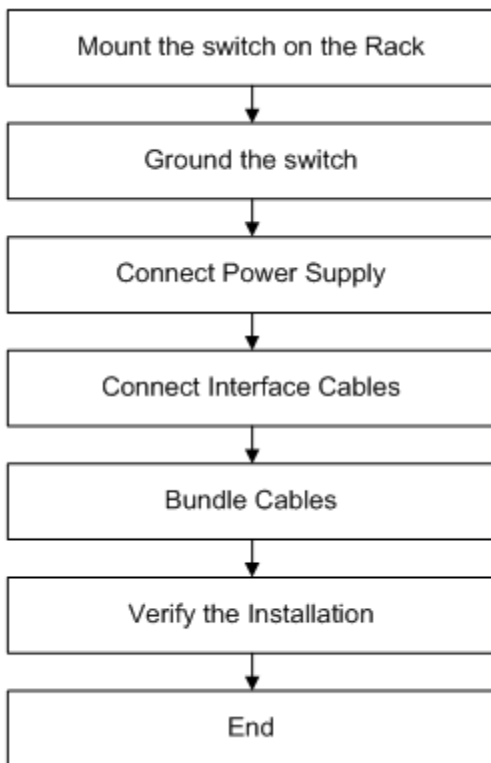 Mount the switch on the Rack
Ground the switch
Connect Power Supply
Connect Interface Cables
Bundle Cables
Verify the Installation
End